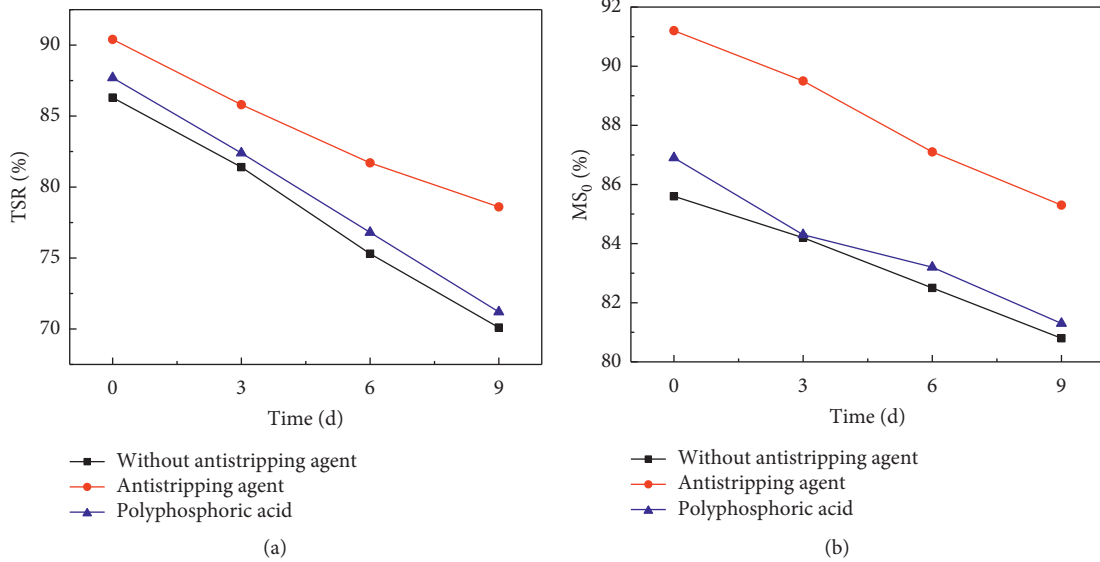 90
85
80
75
70
TSR (%)
0 3 6 9
Time (d)
Without antistripping agent
Antistripping agent
Polyphosphoric acid
(a)
92
90
88
86
84
82
80
MS₀ (%)
0 3 6 9
Time (d)
Without antistripping agent
Antistripping agent
Polyphosphoric acid
(b)